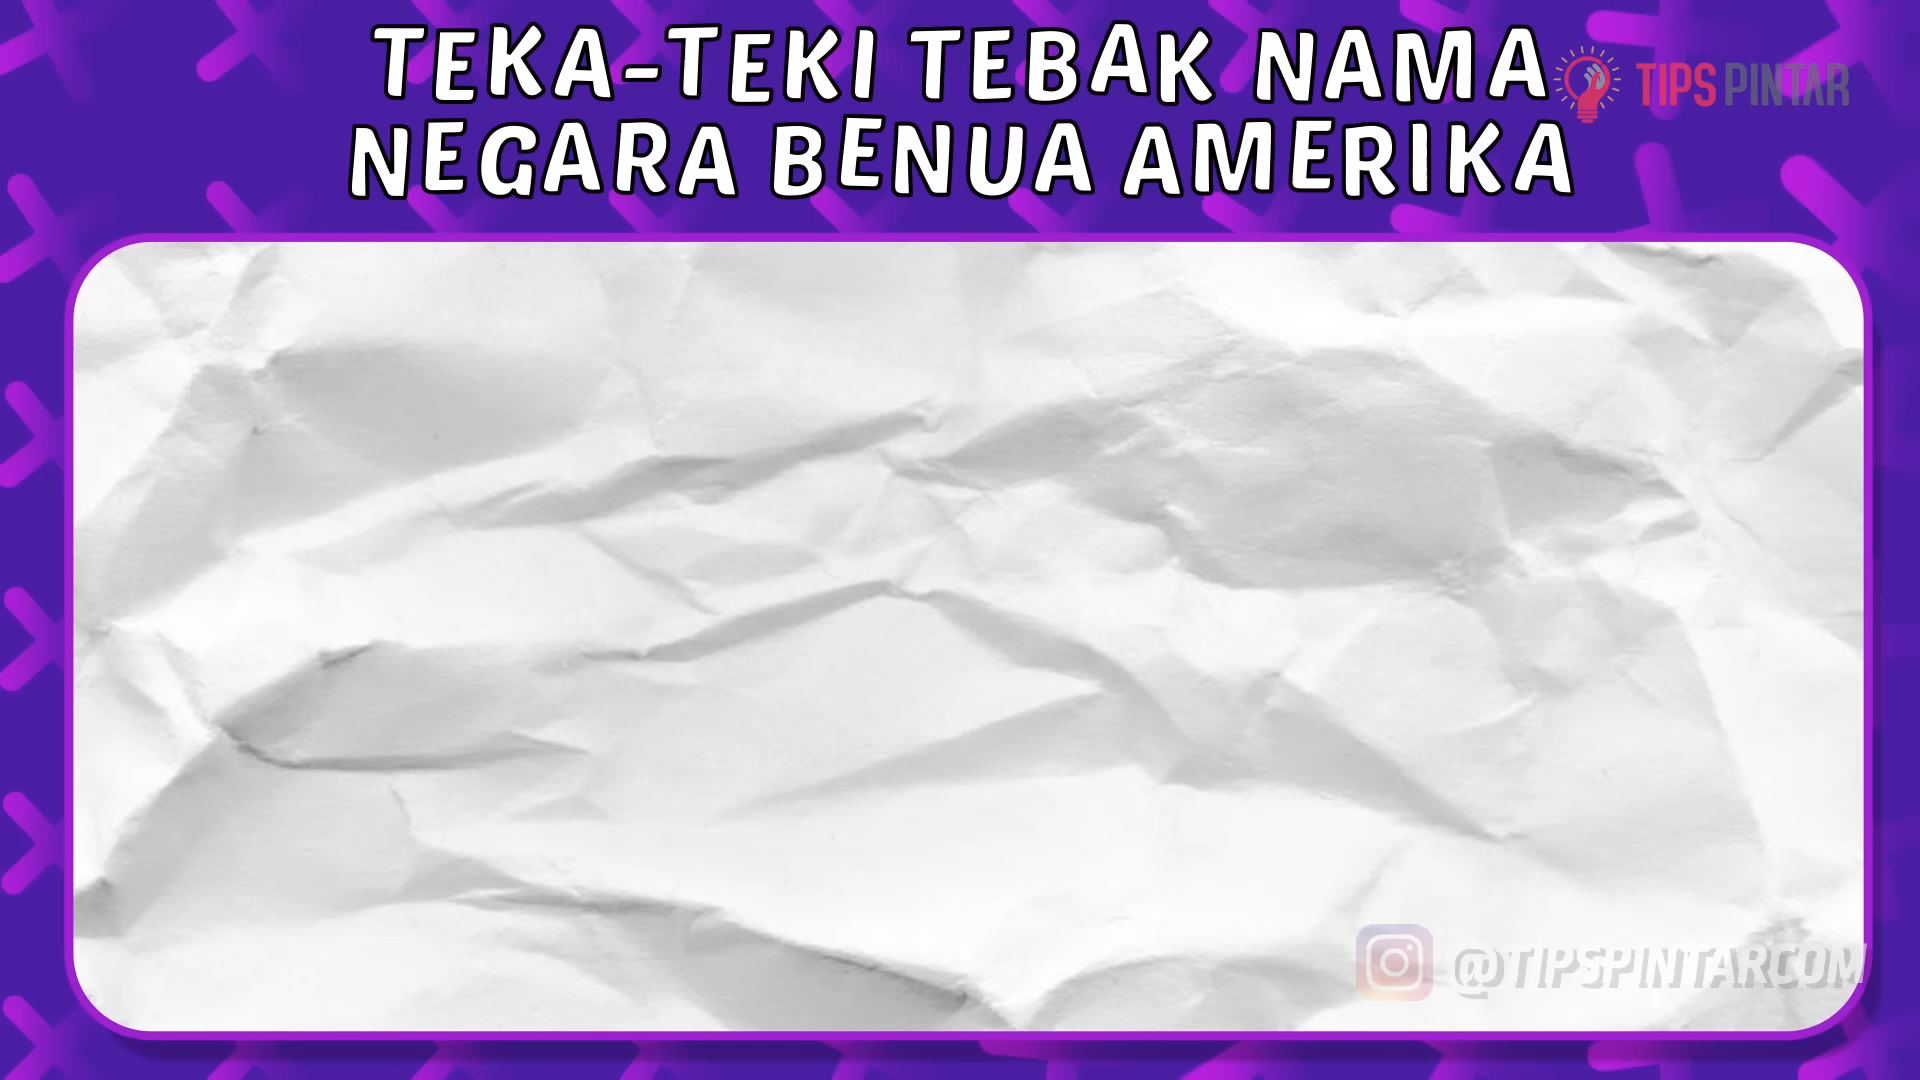 TEKA-TEKI TEBAK NAMA
NEGARA BENUA AMERIKA
TIPS PINTAR
@TIPSPINTARCOM